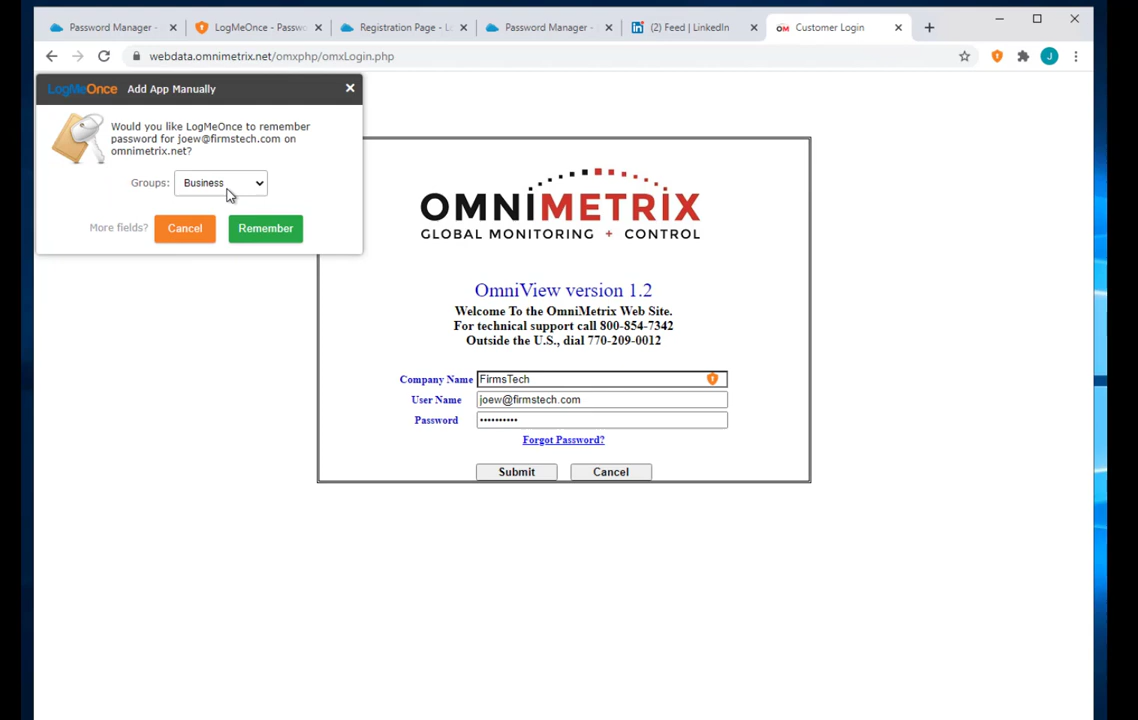 Password Manager -
LogMeOnce - Passwo
Registration Page - Lo
Password Manager -
(2) Feed | LinkedIn
OM Customer Login
webdata.omnimetrix.net/omxphp/omxLogin.php
J
LogMeOnce Add App Manually
Would you like LogMeOnce to remember
password for joew@firmstech.com on
omnimetrix.net?
Groups: Business
More fields? Cancel Remember
OMNIMETRIX
GLOBAL MONITORING + CONTROL
OmniView version 1.2
Welcome To the OmniMetrix Web Site.
For technical support call 800-854-7342
Outside the U.S., dial 770-209-0012
Company Name FirmsTech
User Name joew@firmstech.com
Password ••••••••••
Forgot Password?
Submit Cancel